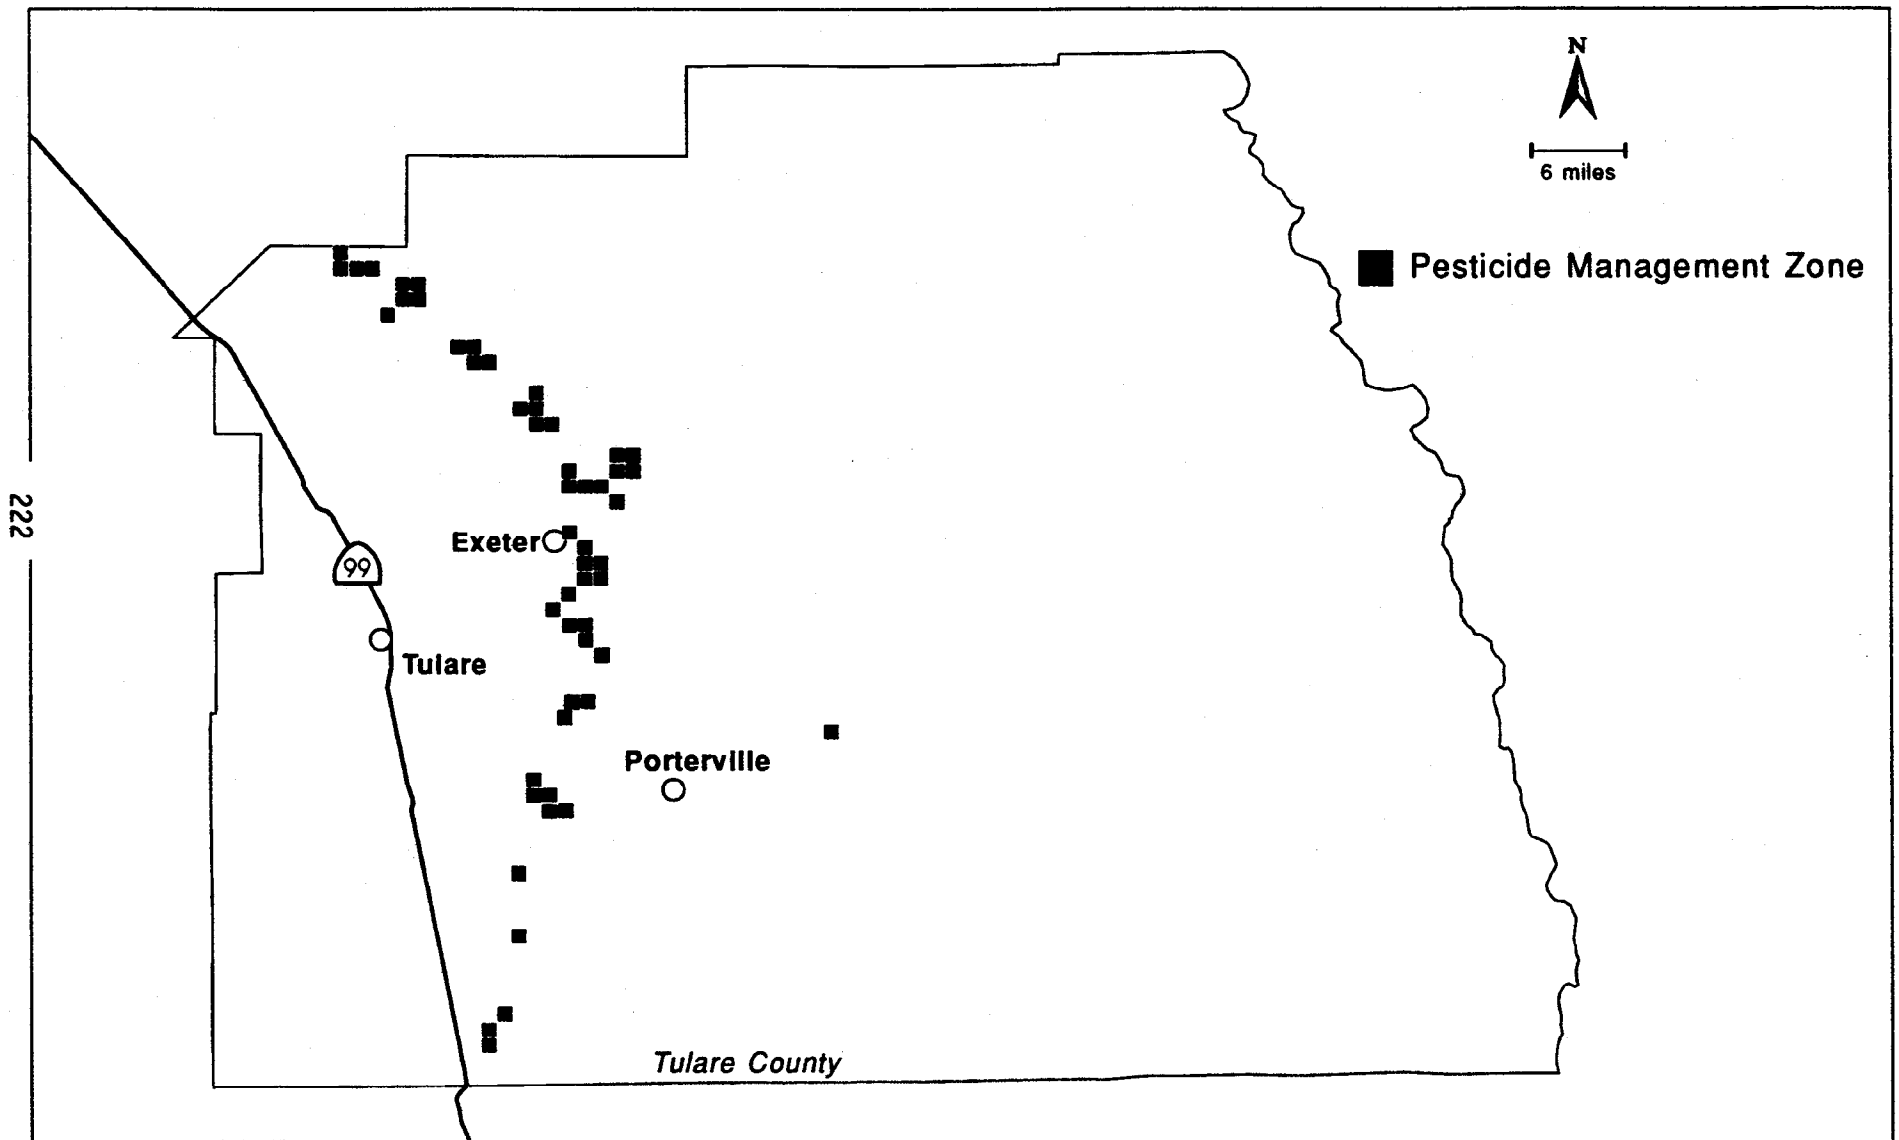 N
6 miles
Pesticide Management Zone
222
Exeter
99
Tulare
Porterville
Tulare County